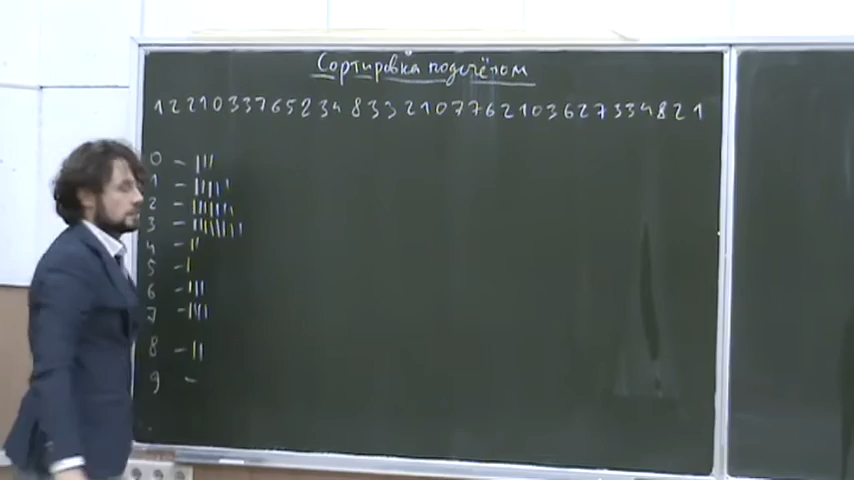 Сортировка подсчётом
1 2 2 1 0 3 3 7 6 5 2 3 4 8 3 3 2 1 0 7 7 6 2 1 0 3 6 2 7 3 3 4 8 2 1
0 - |||
1 - |||||
2 - |||||||
3 - |||||||||
4 - ||
5 - |
6 - |||
7 - ||||
8 - ||
9 -